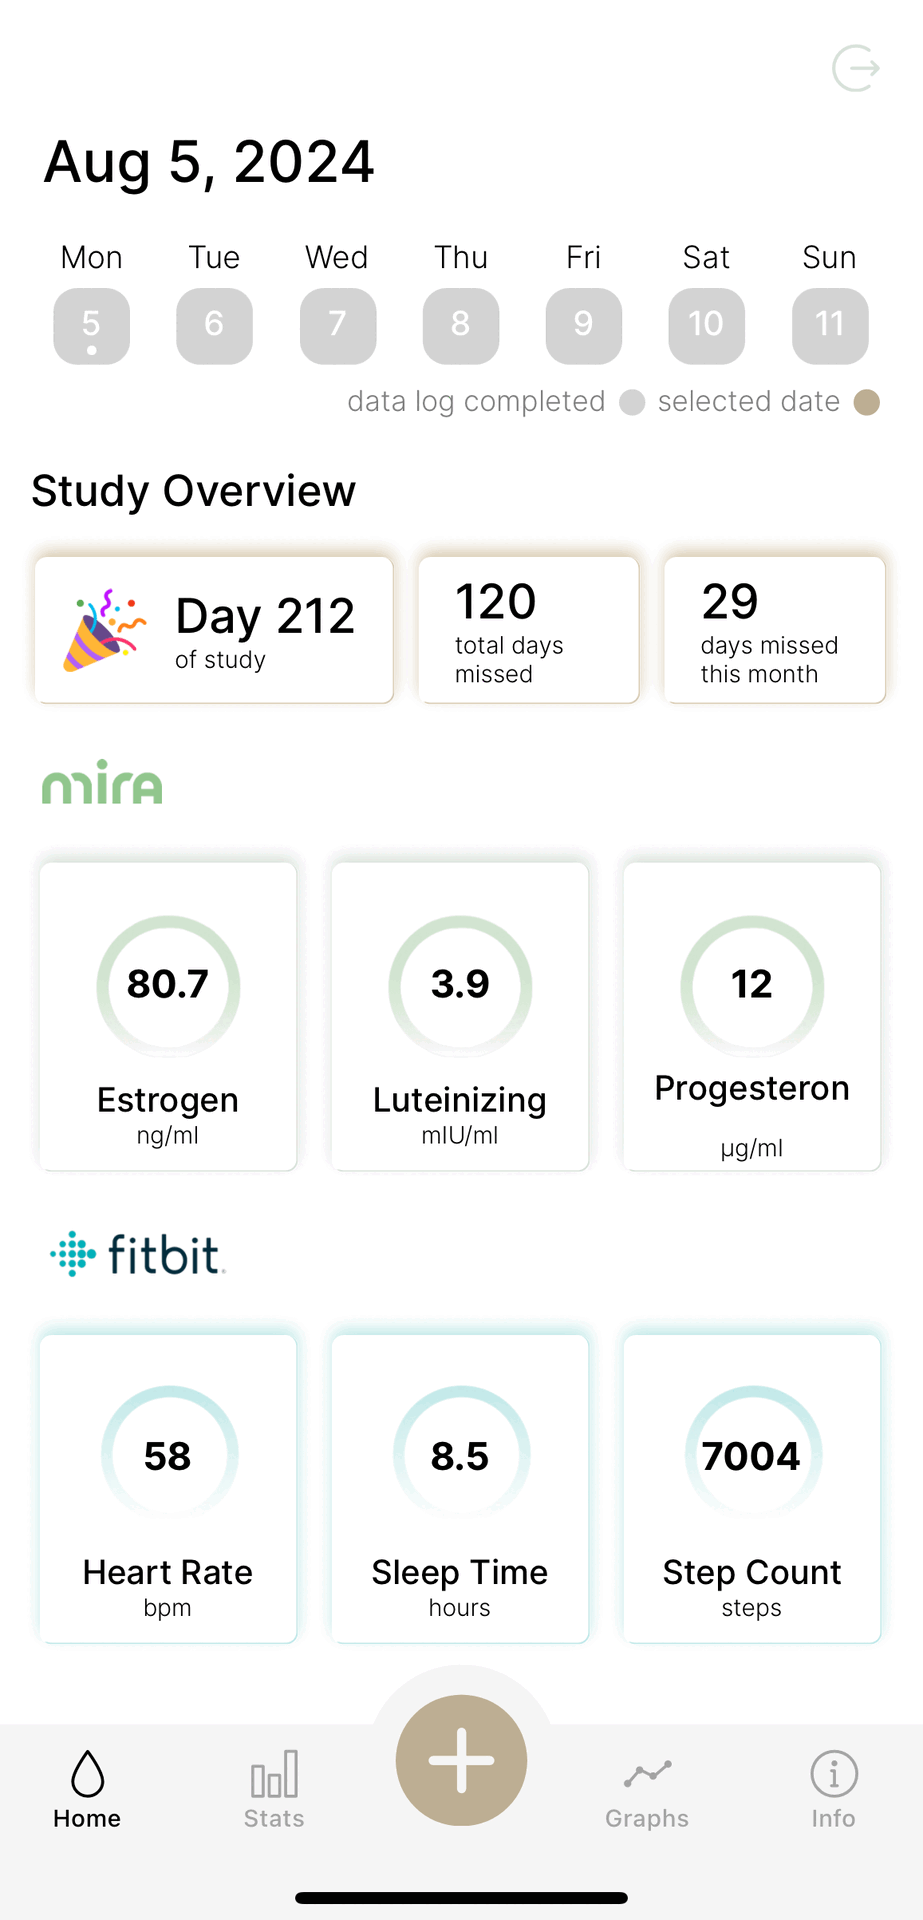 Aug 5, 2024
Mon Tue Wed Thu Fri Sat Sun
5 6 7 8 9 10 11
data log completed selected date
Study Overview
Day 212
of study
120
total days
missed
29
days missed
this month
mira
80.7
Estrogen
ng/ml
3.9
Luteinizing
mIU/ml
12
Progesteron
µg/ml
fitbit
58
Heart Rate
bpm
8.5
Sleep Time
hours
7004
Step Count
steps
Home Stats Graphs Info